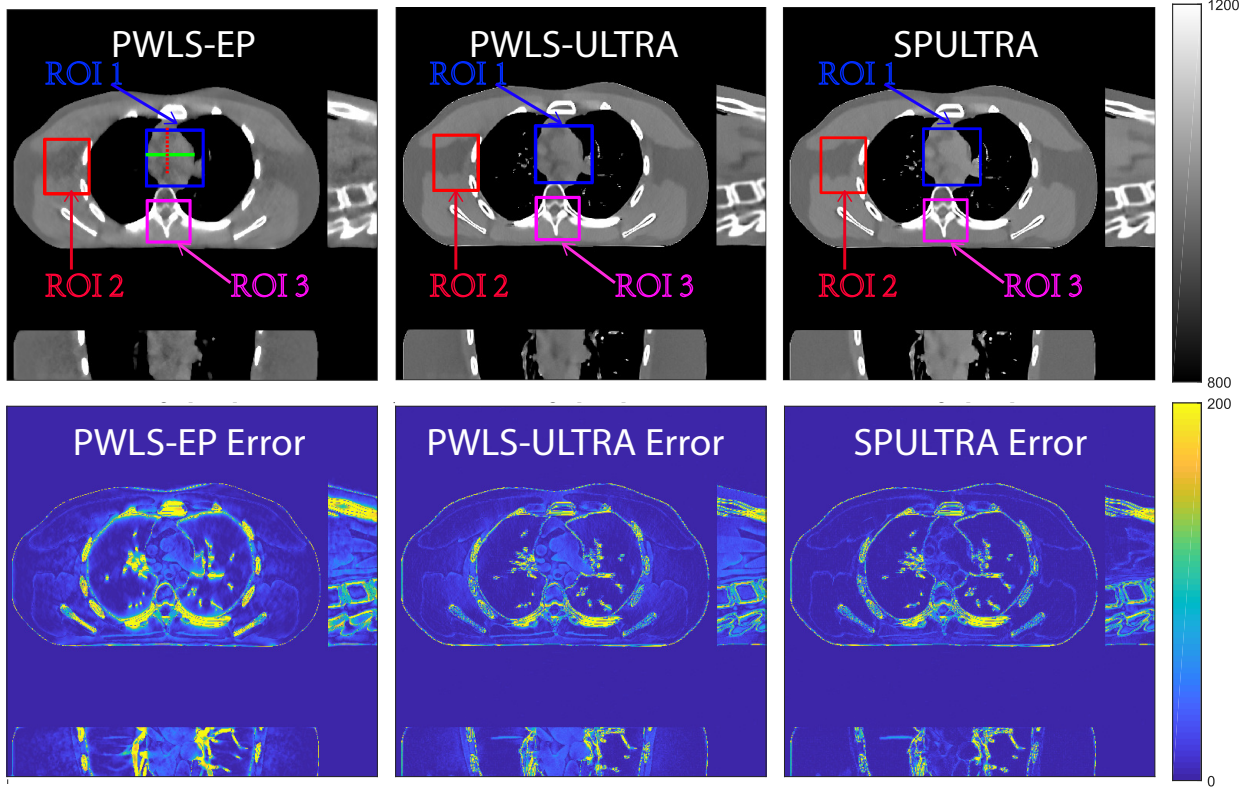 PWLS-EP
PWLS-ULTRA
SPULTRA
1200
ROI 1
ROI 1
ROI 1
ROI 2
ROI 3
ROI 2
ROI 3
ROI 2
ROI 3
800
200
PWLS-EP Error
PWLS-ULTRA Error
SPULTRA Error
0